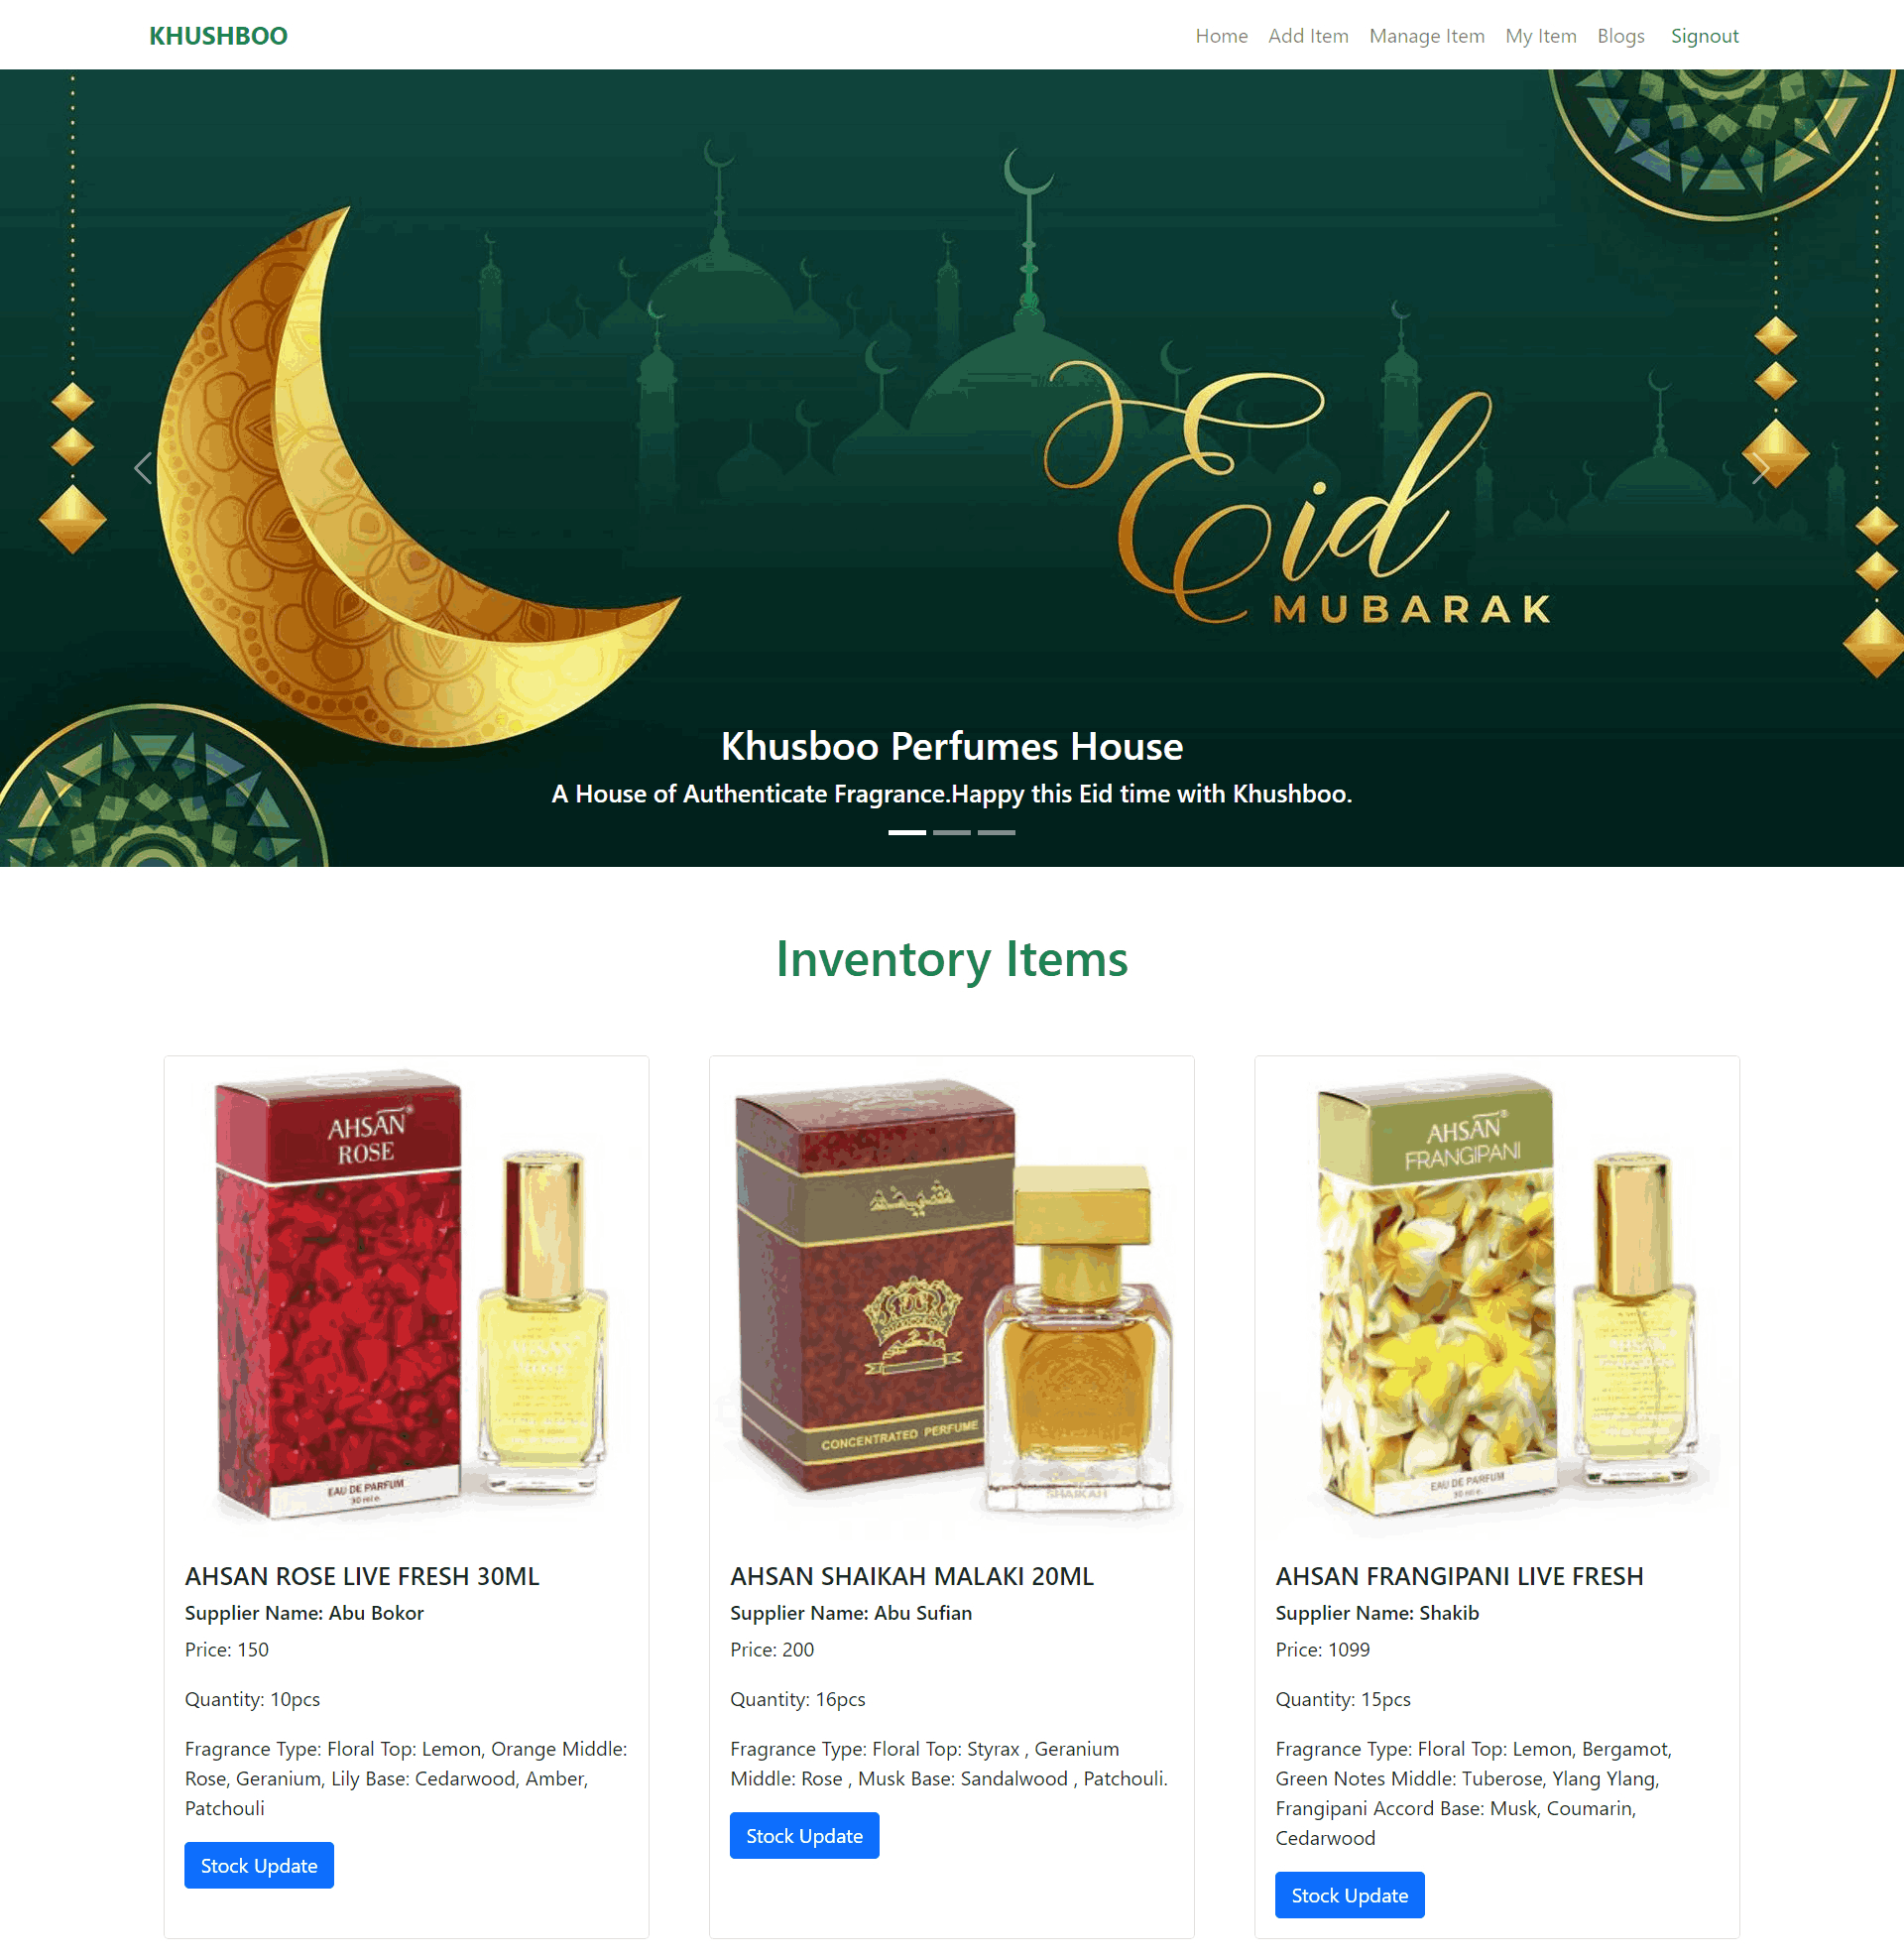 KHUSHBOO
Home Add Item Manage Item My Item Blogs Signout
Eid
MUBARAK
Khusboo Perfumes House
A House of Authenticate Fragrance.Happy this Eid time with Khushboo.
Inventory Items
AHSAN®
ROSE
EAU DE PARFUM
30 ml e
AHSAN ROSE LIVE FRESH 30ML
Supplier Name: Abu Bokor
Price: 150
Quantity: 10pcs
Fragrance Type: Floral Top: Lemon, Orange Middle:
Rose, Geranium, Lily Base: Cedarwood, Amber,
Patchouli
Stock Update
شيخة
CONCENTRATED PERFUME
SHAIKAH
AHSAN SHAIKAH MALAKI 20ML
Supplier Name: Abu Sufian
Price: 200
Quantity: 16pcs
Fragrance Type: Floral Top: Styrax , Geranium
Middle: Rose , Musk Base: Sandalwood , Patchouli.
Stock Update
AHSAN®
FRANGIPANI
EAU DE PARFUM
30 ml e
AHSAN FRANGIPANI LIVE FRESH
Supplier Name: Shakib
Price: 1099
Quantity: 15pcs
Fragrance Type: Floral Top: Lemon, Bergamot,
Green Notes Middle: Tuberose, Ylang Ylang,
Frangipani Accord Base: Musk, Coumarin,
Cedarwood
Stock Update